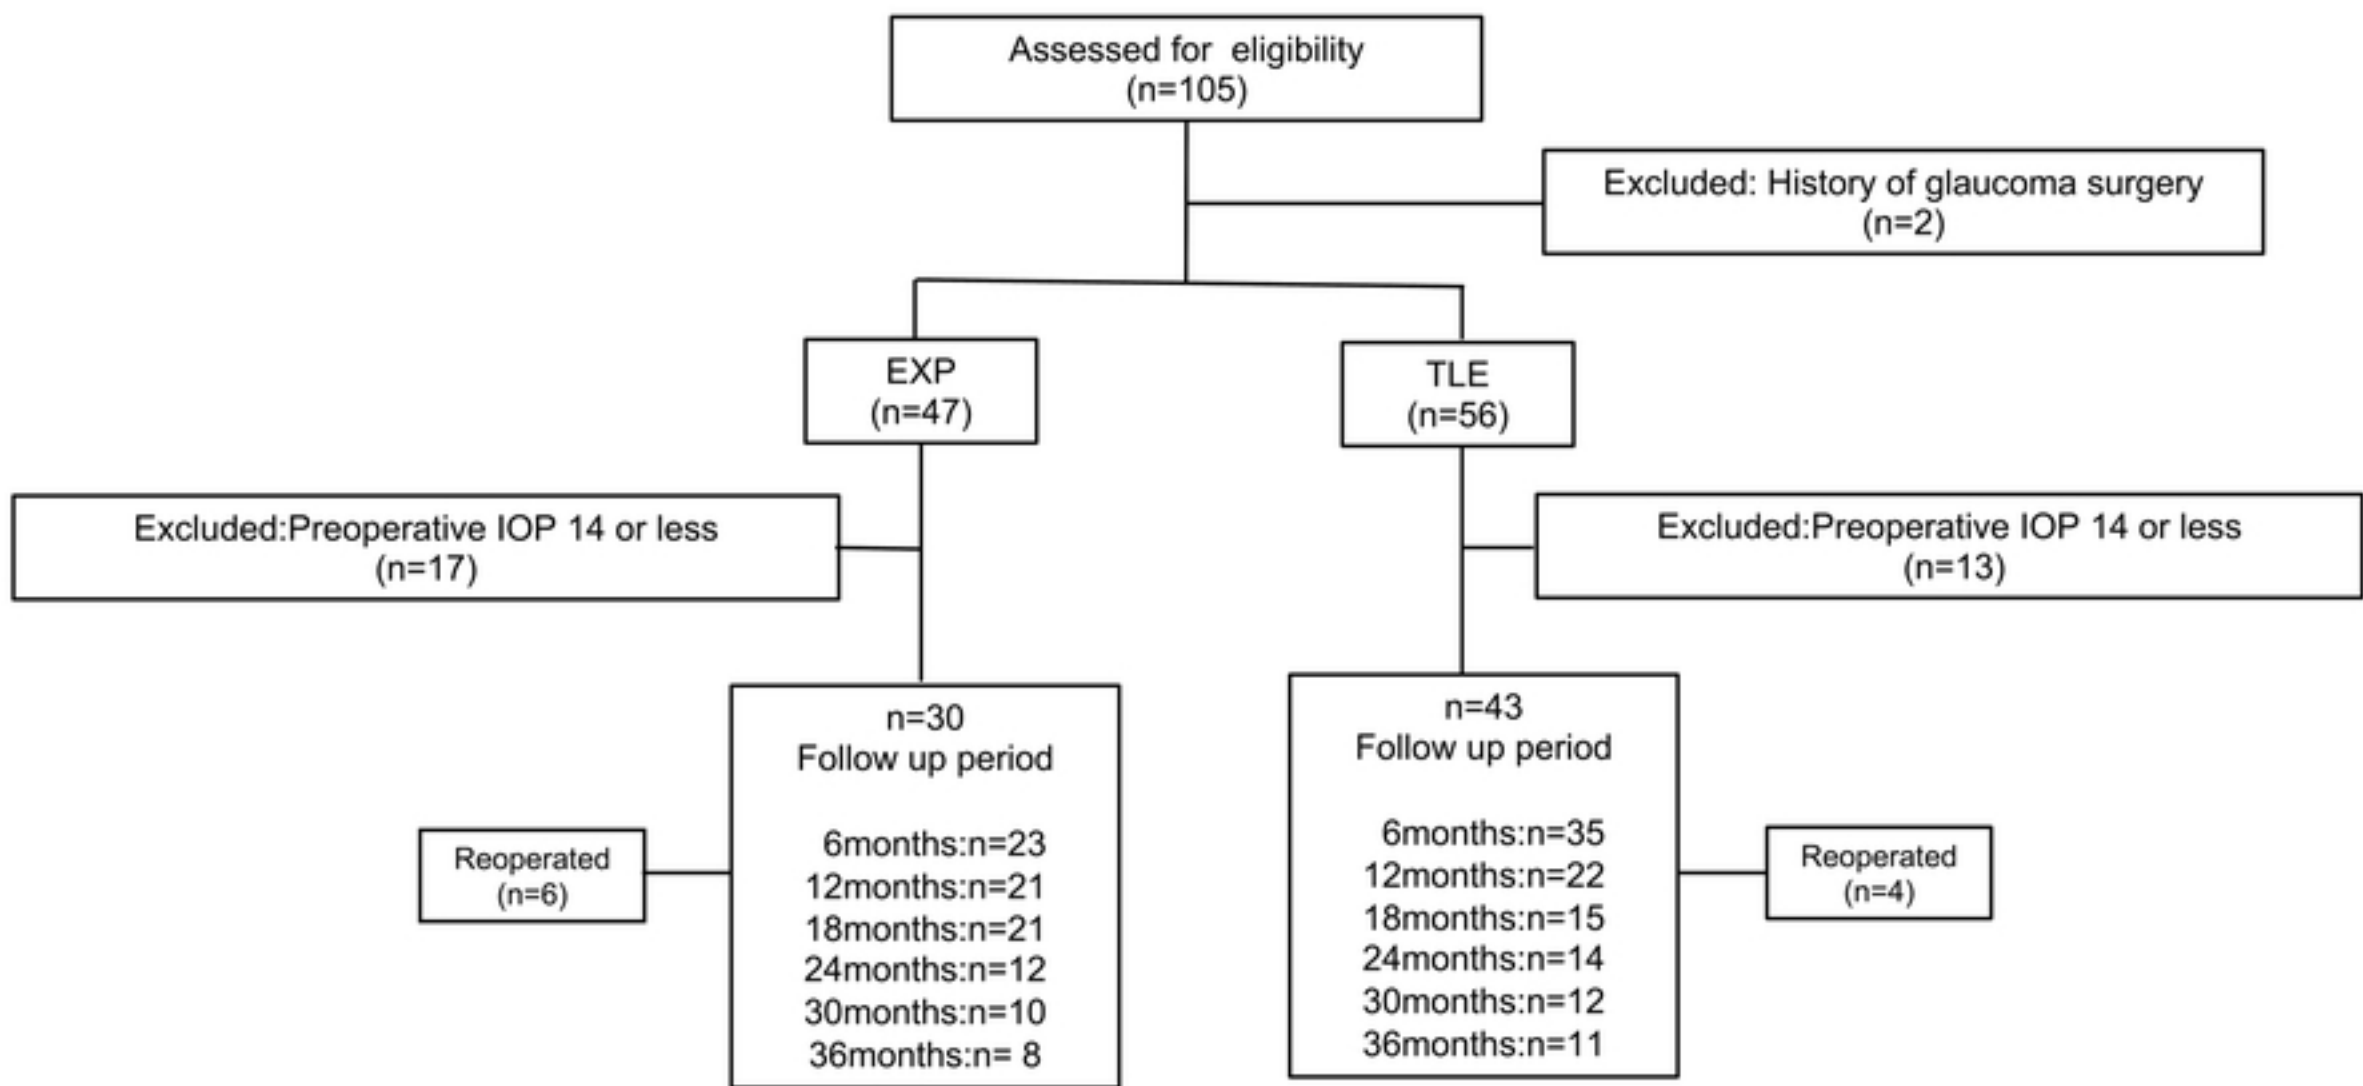 Assessed for eligibility
(n=105)
Excluded: History of glaucoma surgery
(n=2)
EXP
(n=47)
TLE
(n=56)
Excluded:Preoperative IOP 14 or less
(n=17)
Excluded:Preoperative IOP 14 or less
(n=13)
n=30
Follow up period
6months:n=23
12months:n=21
18months:n=21
24months:n=12
30months:n=10
36months:n= 8
Reoperated
(n=6)
n=43
Follow up period
6months:n=35
12months:n=22
18months:n=15
24months:n=14
30months:n=12
36months:n=11
Reoperated
(n=4)